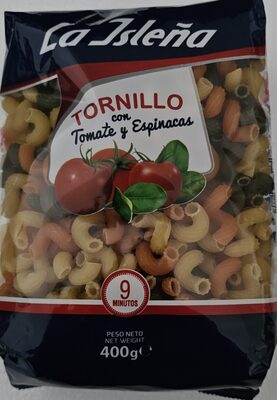 La Isleña
TORNILLO
con
Tomate y Espinacas
9
MINUTOS
PESO NETO
NET WEIGHT
400g℮